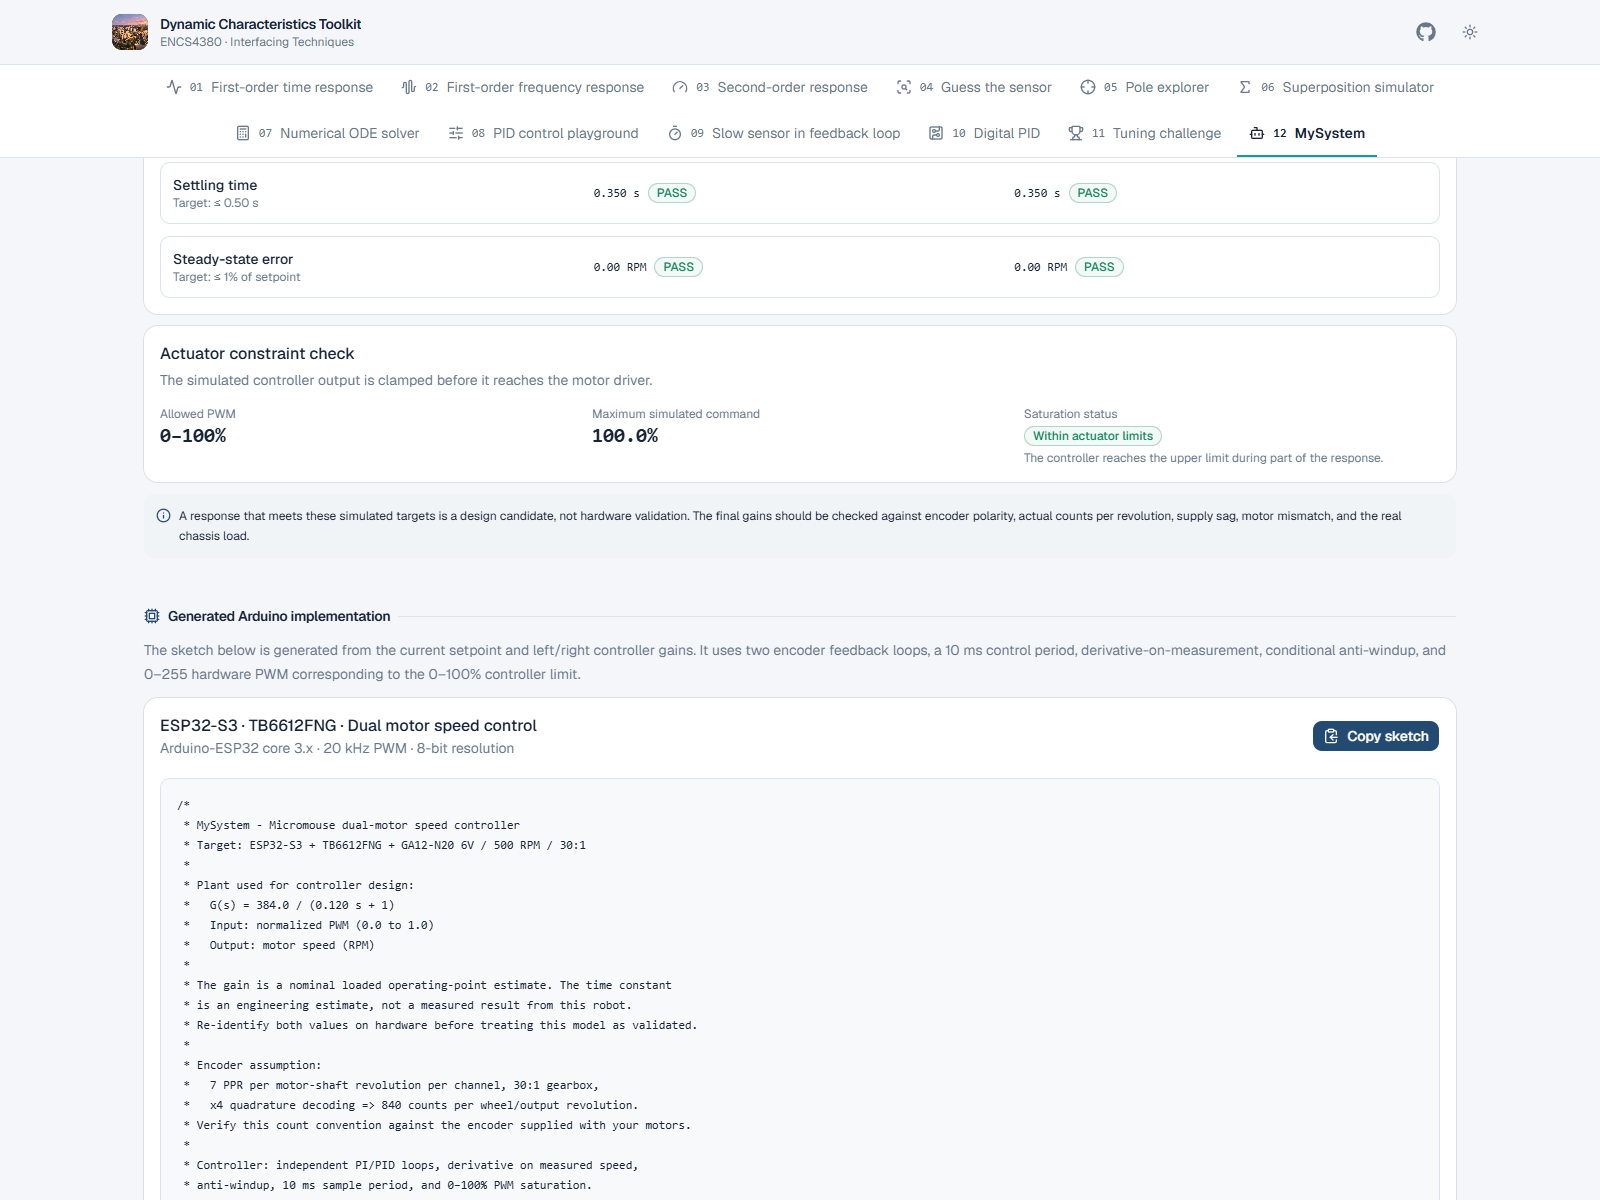 Dynamic Characteristics Toolkit
ENCS4380 · Interfacing Techniques
01 First-order time response
02 First-order frequency response
03 Second-order response
04 Guess the sensor
05 Pole explorer
06 Superposition simulator
07 Numerical ODE solver
08 PID control playground
09 Slow sensor in feedback loop
10 Digital PID
11 Tuning challenge
12 MySystem
Settling time
Target: ≤ 0.50 s
0.350 s PASS
0.350 s PASS
Steady-state error
Target: ≤ 1% of setpoint
0.00 RPM PASS
0.00 RPM PASS
Actuator constraint check
The simulated controller output is clamped before it reaches the motor driver.
Allowed PWM
0–100%
Maximum simulated command
100.0%
Saturation status
Within actuator limits
The controller reaches the upper limit during part of the response.
A response that meets these simulated targets is a design candidate, not hardware validation. The final gains should be checked against encoder polarity, actual counts per revolution, supply sag, motor mismatch, and the real
chassis load.
Generated Arduino implementation
The sketch below is generated from the current setpoint and left/right controller gains. It uses two encoder feedback loops, a 10 ms control period, derivative-on-measurement, conditional anti-windup, and
0–255 hardware PWM corresponding to the 0–100% controller limit.
ESP32-S3 · TB6612FNG · Dual motor speed control
Arduino-ESP32 core 3.x · 20 kHz PWM · 8-bit resolution
Copy sketch
/*
 * MySystem - Micromouse dual-motor speed controller
 * Target: ESP32-S3 + TB6612FNG + GA12-N20 6V / 500 RPM / 30:1
 *
 * Plant used for controller design:
 *   G(s) = 384.0 / (0.120 s + 1)
 *   Input: normalized PWM (0.0 to 1.0)
 *   Output: motor speed (RPM)
 *
 * The gain is a nominal loaded operating-point estimate. The time constant
 * is an engineering estimate, not a measured result from this robot.
 * Re-identify both values on hardware before treating this model as validated.
 *
 * Encoder assumption:
 *   7 PPR per motor-shaft revolution per channel, 30:1 gearbox,
 *   x4 quadrature decoding => 840 counts per wheel/output revolution.
 * Verify this count convention against the encoder supplied with your motors.
 *
 * Controller: independent PI/PID loops, derivative on measured speed,
 * anti-windup, 10 ms sample period, and 0–100% PWM saturation.